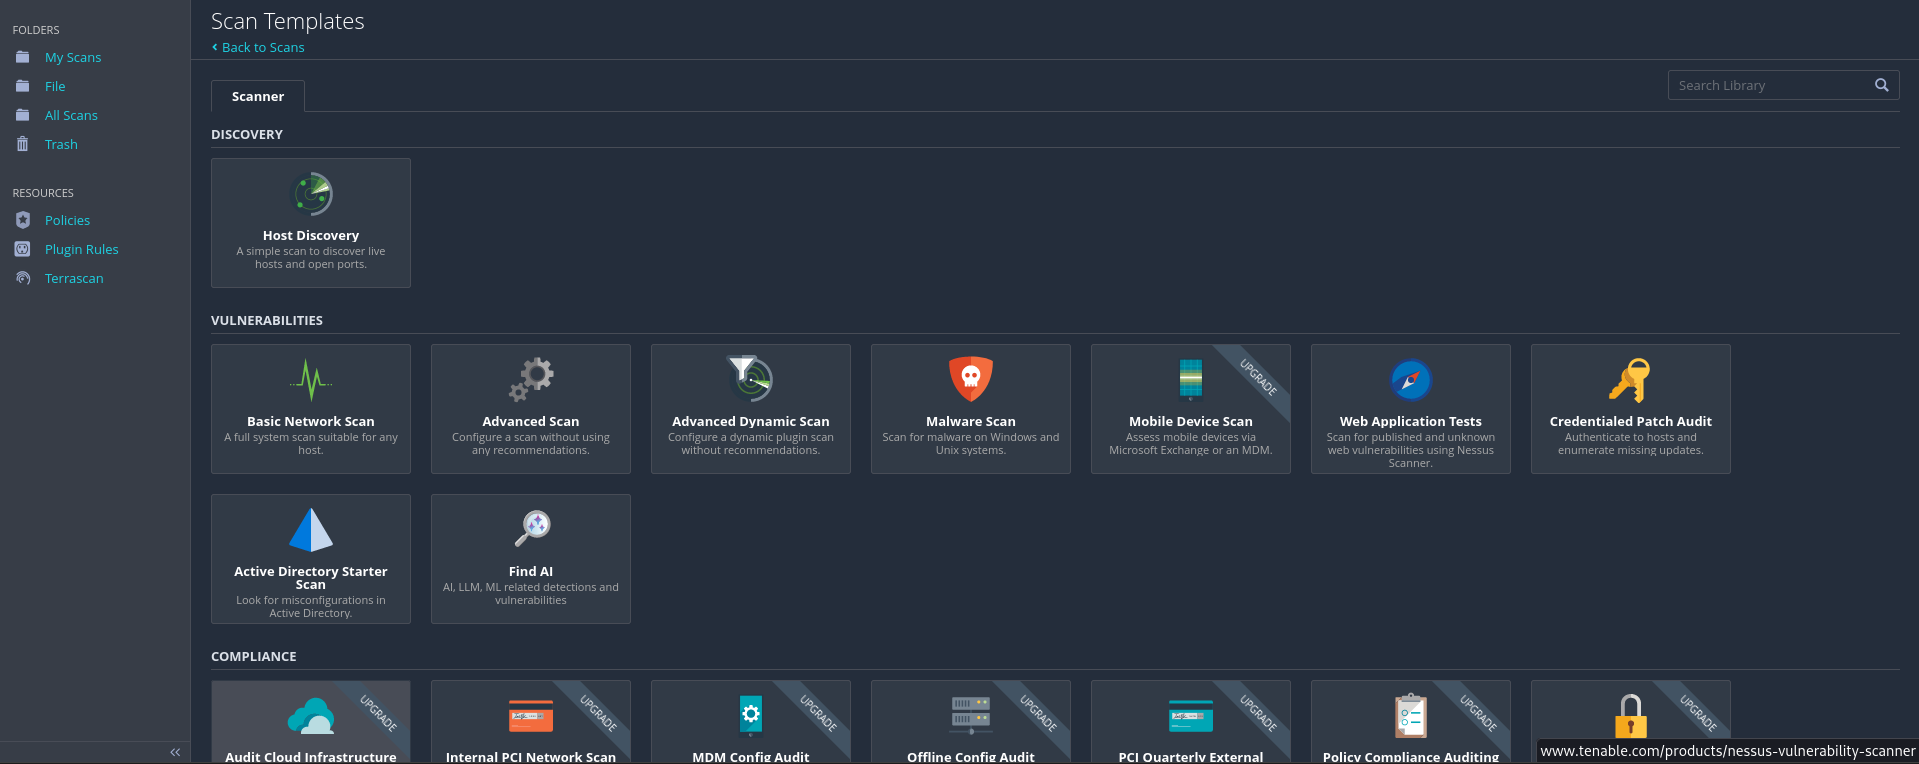 Scan Templates
Back to Scans
FOLDERS
My Scans
File
All Scans
Trash
RESOURCES
Policies
Plugin Rules
Terrascan
Scanner
Search Library
DISCOVERY
Host Discovery
A simple scan to discover live
hosts and open ports.
VULNERABILITIES
Basic Network Scan
A full system scan suitable for any
host.
Advanced Scan
Configure a scan without using
any recommendations.
Advanced Dynamic Scan
Configure a dynamic plugin scan
without recommendations.
Malware Scan
Scan for malware on Windows and
Unix systems.
UPGRADE
Mobile Device Scan
Assess mobile devices via
Microsoft Exchange or an MDM.
Web Application Tests
Scan for published and unknown
web vulnerabilities using Nessus
Scanner.
Credentialed Patch Audit
Authenticate to hosts and
enumerate missing updates.
Active Directory Starter
Scan
Look for misconfigurations in
Active Directory.
Find AI
AI, LLM, ML related detections and
vulnerabilities
COMPLIANCE
UPGRADE
Audit Cloud Infrastructure
UPGRADE
Internal PCI Network Scan
UPGRADE
MDM Config Audit
UPGRADE
Offline Config Audit
UPGRADE
PCI Quarterly External
UPGRADE
Policy Compliance Auditing
UPGRADE
www.tenable.com/products/nessus-vulnerability-scanner